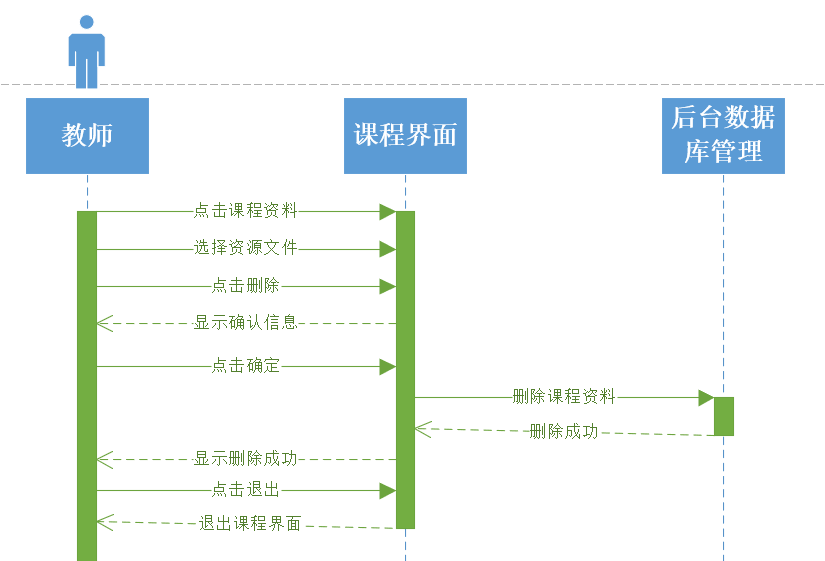 教师
课程界面
后台数据
库管理
点击课程资料
选择资源文件
点击删除
显示确认信息
点击确定
删除课程资料
删除成功
显示删除成功
点击退出
退出课程界面